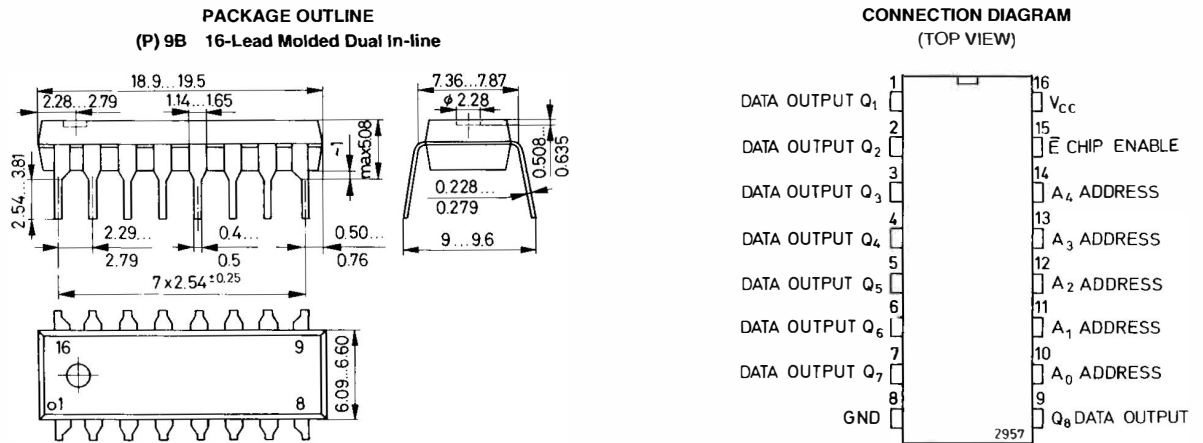 PACKAGE OUTLINE
(P) 9B 16-Lead Molded Dual In-line
18.9...19.5
2.28...2.79
1.14...1.65
max5.08
~1
2.54...3.81
2.29...
2.79
0.4...
0.5
0.50...
0.76
7 x 2.54 ±0.25
7.36...7.87
ϕ 2.28
0.508...
0.635
0.228...
0.279
9...9.6
16
9
o1
8
6.09...6.60
CONNECTION DIAGRAM
(TOP VIEW)
1
DATA OUTPUT Q1
16
VCC
2
DATA OUTPUT Q2
15
E̅ CHIP ENABLE
3
DATA OUTPUT Q3
14
A4 ADDRESS
4
DATA OUTPUT Q4
13
A3 ADDRESS
5
DATA OUTPUT Q5
12
A2 ADDRESS
6
DATA OUTPUT Q6
11
A1 ADDRESS
7
DATA OUTPUT Q7
10
A0 ADDRESS
8
GND
9
Q8 DATA OUTPUT
2957